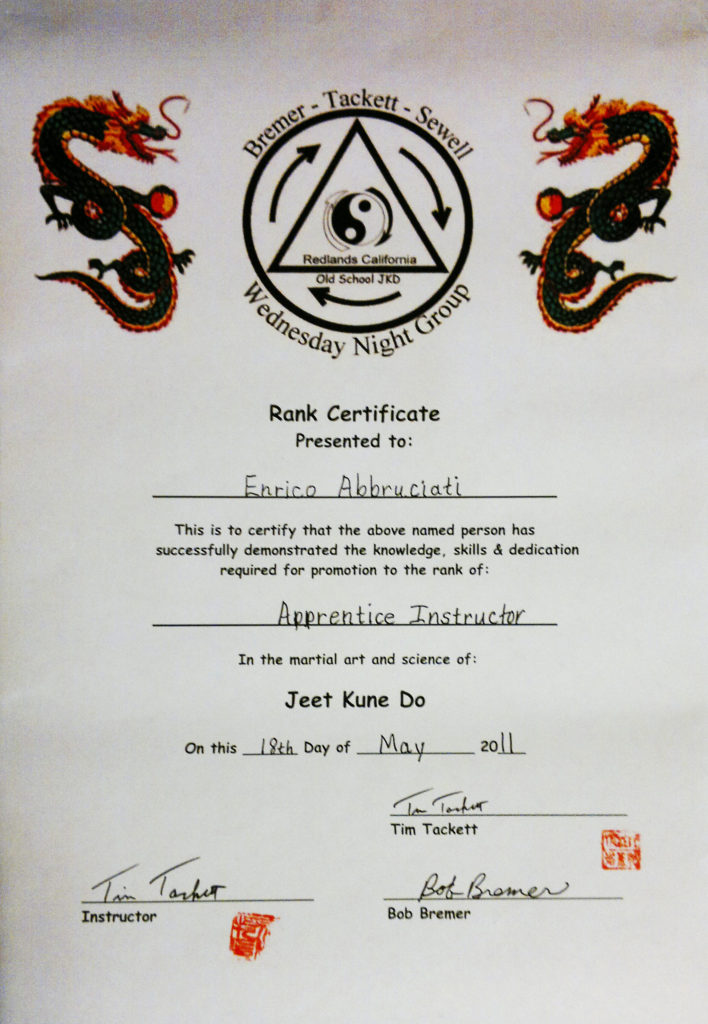 Bremer - Tackett - Sewell
Redlands California
Old School JKD
Wednesday Night Group
Rank Certificate
Presented to:
Enrico Abbruciati
This is to certify that the above named person has
successfully demonstrated the knowledge, skills & dedication
required for promotion to the rank of:
Apprentice Instructor
In the martial art and science of:
Jeet Kune Do
On this 18th Day of May 2011
Tim Tackett
Tim Tackett
Tim Tackett
Instructor
Bob Bremer
Bob Bremer